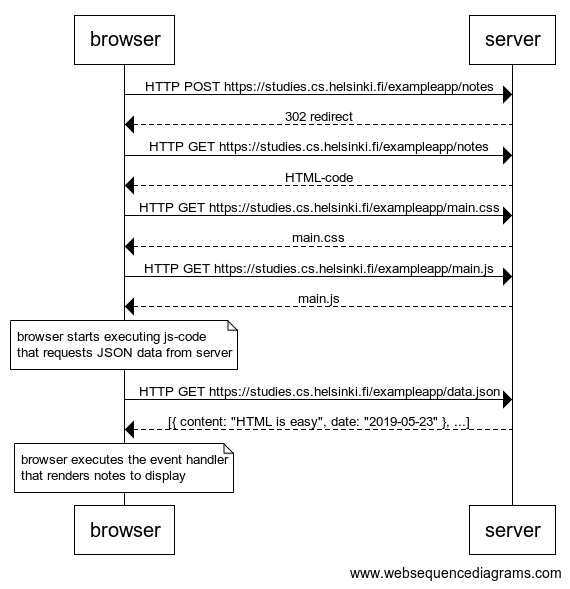 browser
server
HTTP POST https://studies.cs.helsinki.fi/exampleapp/notes
302 redirect
HTTP GET https://studies.cs.helsinki.fi/exampleapp/notes
HTML-code
HTTP GET https://studies.cs.helsinki.fi/exampleapp/main.css
main.css
HTTP GET https://studies.cs.helsinki.fi/exampleapp/main.js
main.js
browser starts executing js-code
that requests JSON data from server
HTTP GET https://studies.cs.helsinki.fi/exampleapp/data.json
[{ content: "HTML is easy", date: "2019-05-23" }, ...]
browser executes the event handler
that renders notes to display
browser
server
www.websequencediagrams.com